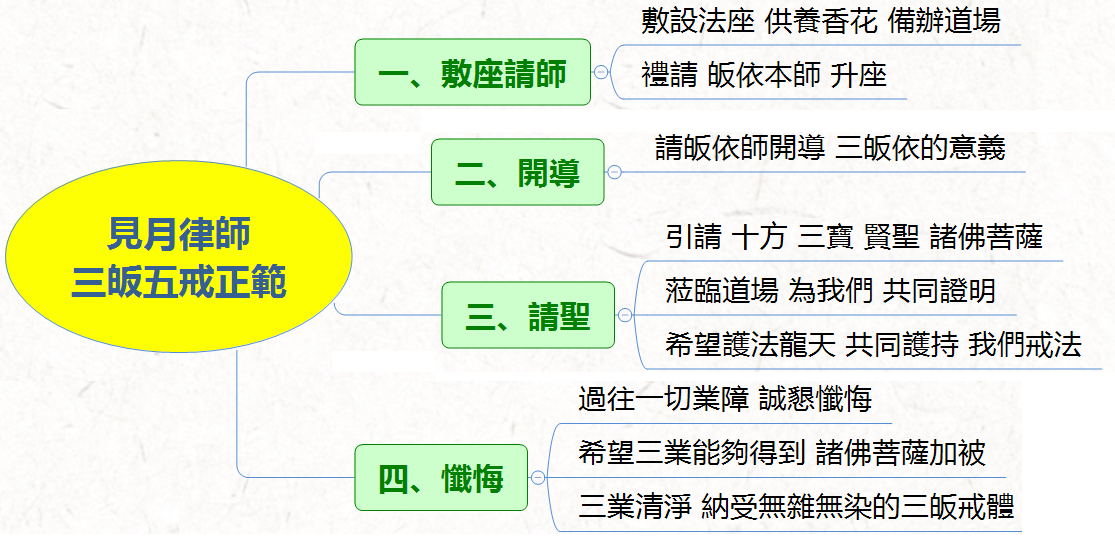 見月律師
三皈五戒正範
一、敷座請師
敷設法座 供養香花 備辦道場
禮請 皈依本師 升座
二、開導
請皈依師開導 三皈依的意義
三、請聖
引請 十方 三寶 賢聖 諸佛菩薩
蒞臨道場 為我們 共同證明
希望護法龍天 共同護持 我們戒法
四、懺悔
過往一切業障 誠懇懺悔
希望三業能夠得到 諸佛菩薩加被
三業清淨 納受無雜無染的三皈戒體